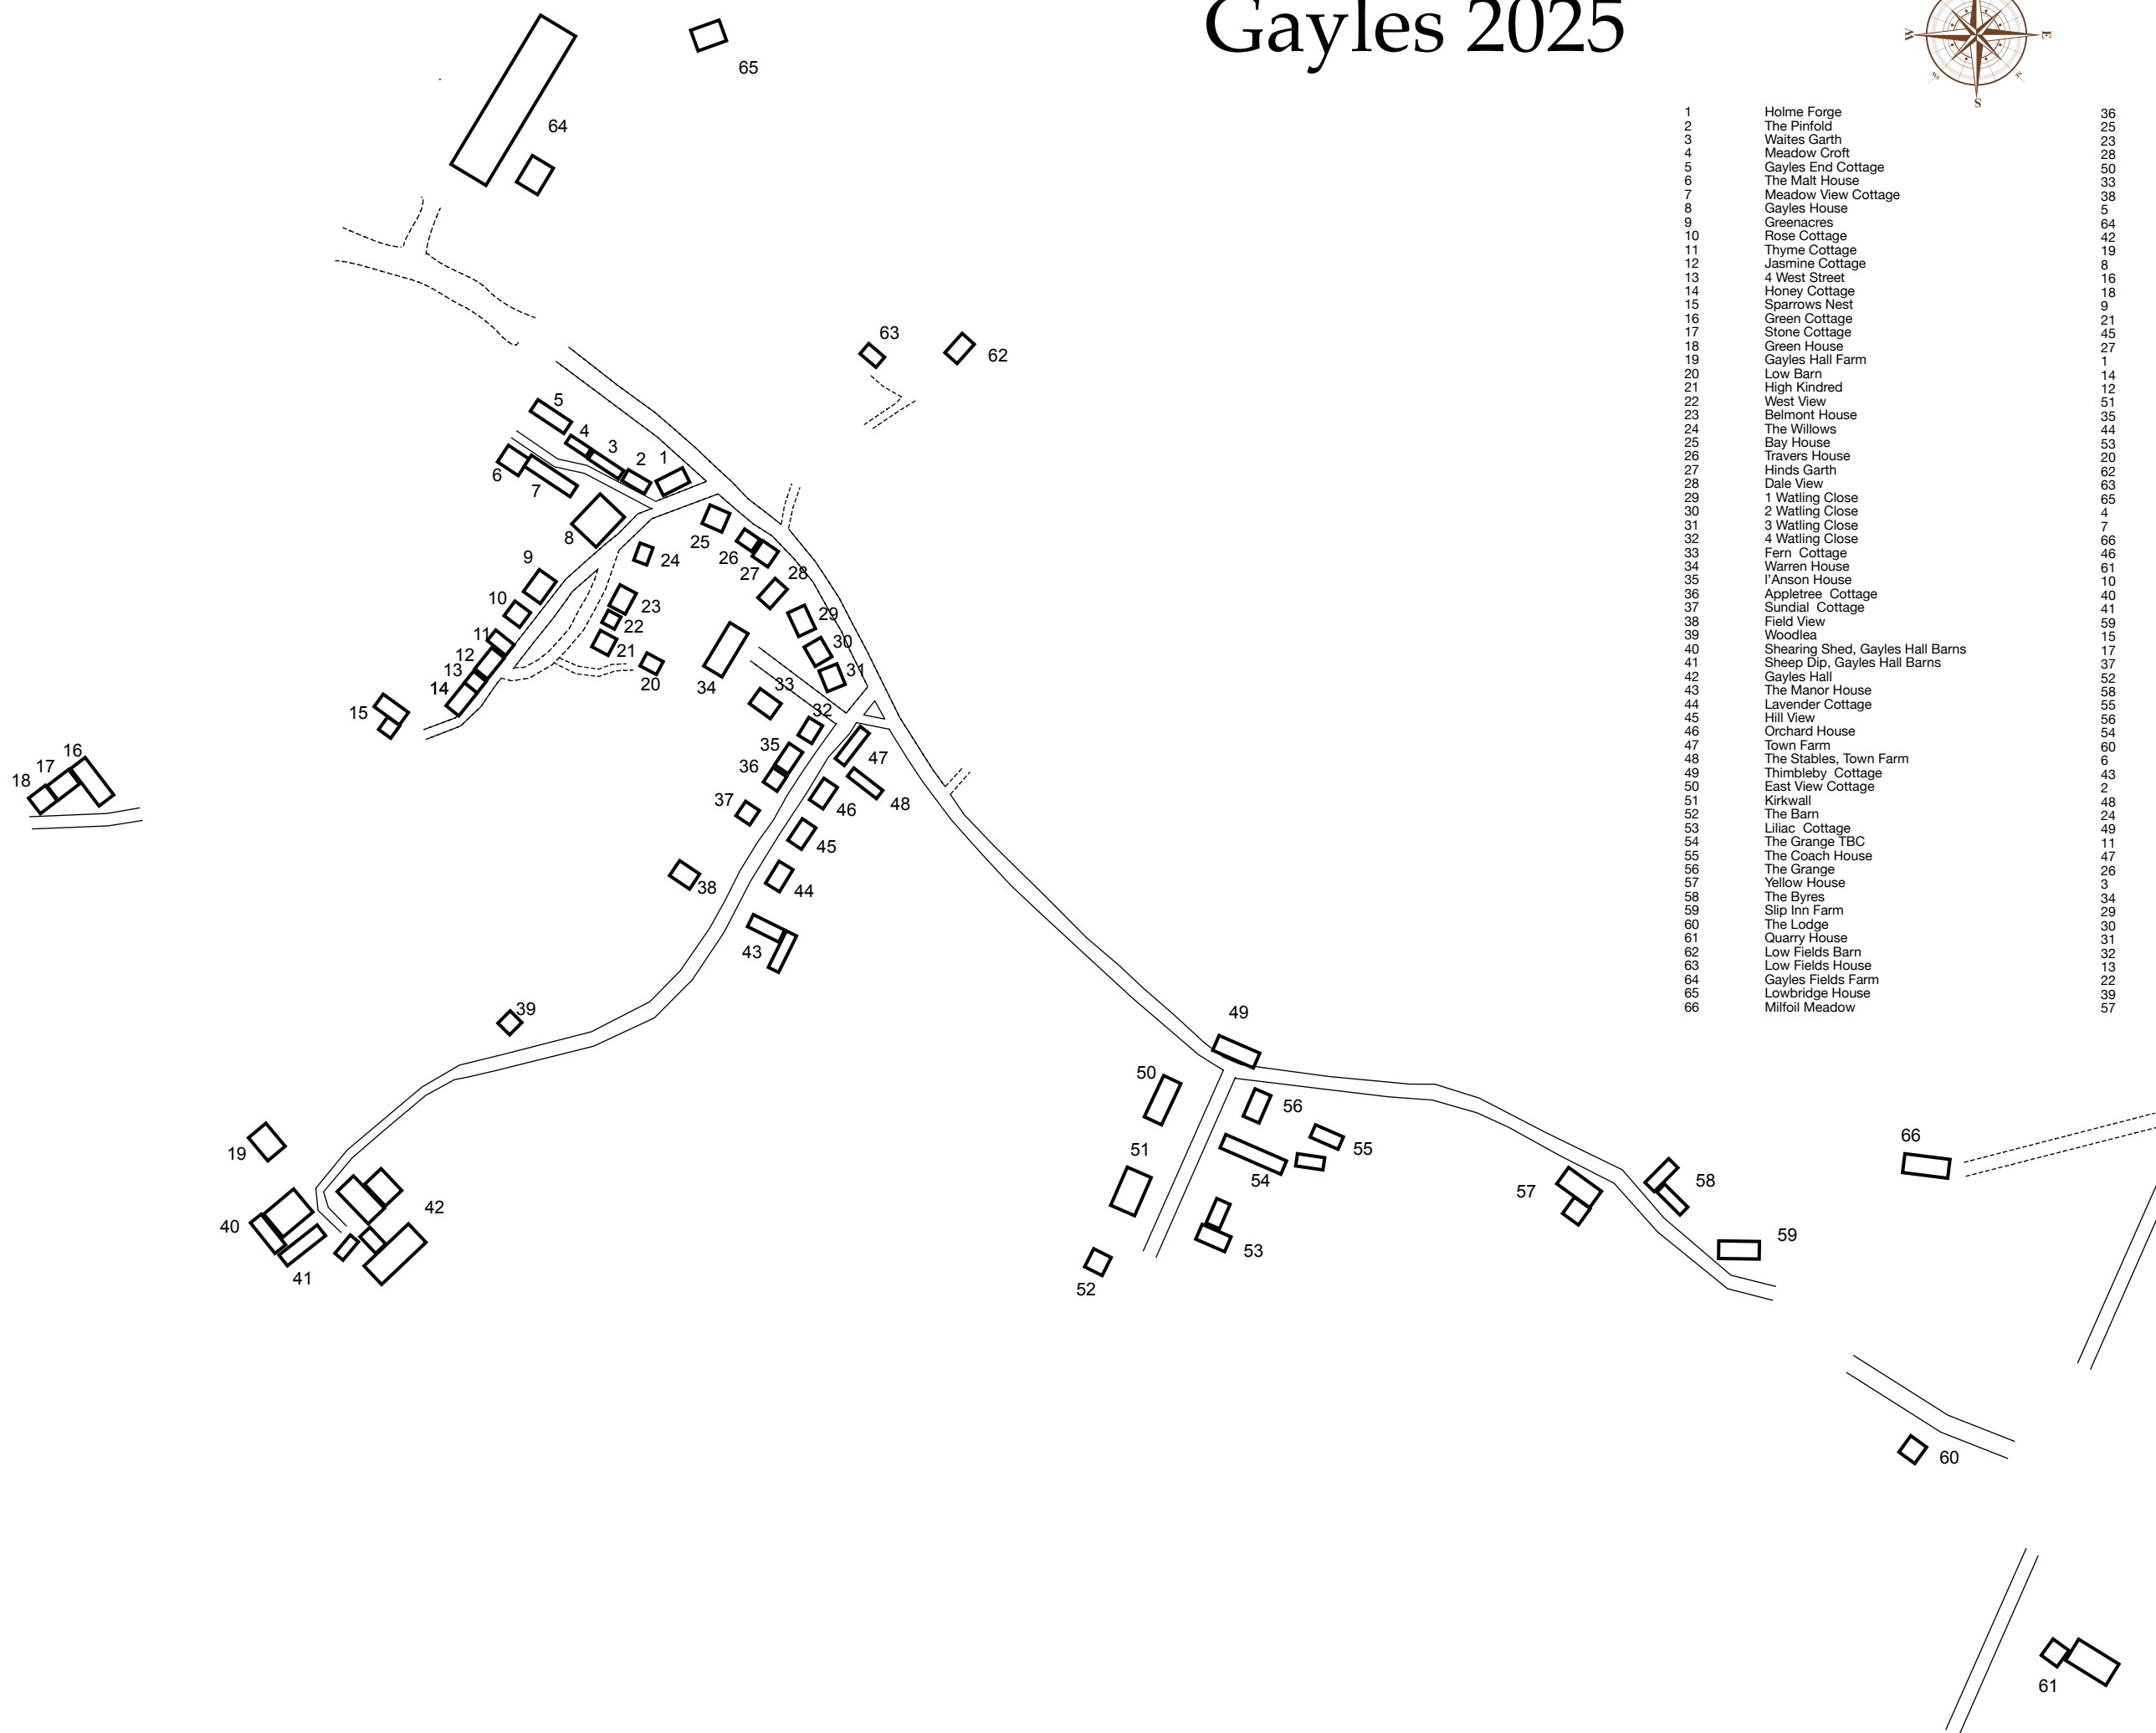 Gayles 2025
W E
SW SE
S
1 Holme Forge 36
2 The Pinfold 25
3 Waites Garth 23
4 Meadow Croft 28
5 Gayles End Cottage 50
6 The Malt House 33
7 Meadow View Cottage 38
8 Gayles House 5
9 Greenacres 64
10 Rose Cottage 42
11 Thyme Cottage 19
12 Jasmine Cottage 8
13 4 West Street 16
14 Honey Cottage 18
15 Sparrows Nest 9
16 Green Cottage 21
17 Stone Cottage 45
18 Green House 27
19 Gayles Hall Farm 1
20 Low Barn 14
21 High Kindred 12
22 West View 51
23 Belmont House 35
24 The Willows 44
25 Bay House 53
26 Travers House 20
27 Hinds Garth 62
28 Dale View 63
29 1 Watling Close 65
30 2 Watling Close 4
31 3 Watling Close 7
32 4 Watling Close 66
33 Fern Cottage 46
34 Warren House 61
35 I'Anson House 10
36 Appletree Cottage 40
37 Sundial Cottage 41
38 Field View 59
39 Woodlea 15
40 Shearing Shed, Gayles Hall Barns 17
41 Sheep Dip, Gayles Hall Barns 37
42 Gayles Hall 52
43 The Manor House 58
44 Lavender Cottage 55
45 Hill View 56
46 Orchard House 54
47 Town Farm 60
48 The Stables, Town Farm 6
49 Thimbleby Cottage 43
50 East View Cottage 2
51 Kirkwall 48
52 The Barn 24
53 Liliac Cottage 49
54 The Grange TBC 11
55 The Coach House 47
56 The Grange 26
57 Yellow House 3
58 The Byres 34
59 Slip Inn Farm 29
60 The Lodge 30
61 Quarry House 31
62 Low Fields Barn 32
63 Low Fields House 13
64 Gayles Fields Farm 22
65 Lowbridge House 39
66 Milfoil Meadow 57
65
64
63
62
5
4
3
2
1
6
7
8
25
26
27
28
24
9
10
23
29
22
30
11
21
31
12
13
20
34
33
14
15
32
35
47
16
36
17
18
48
37
46
45
38
44
43
39
49
50
56
19
51
55
66
54
57
58
42
40
59
53
41
52
60
61